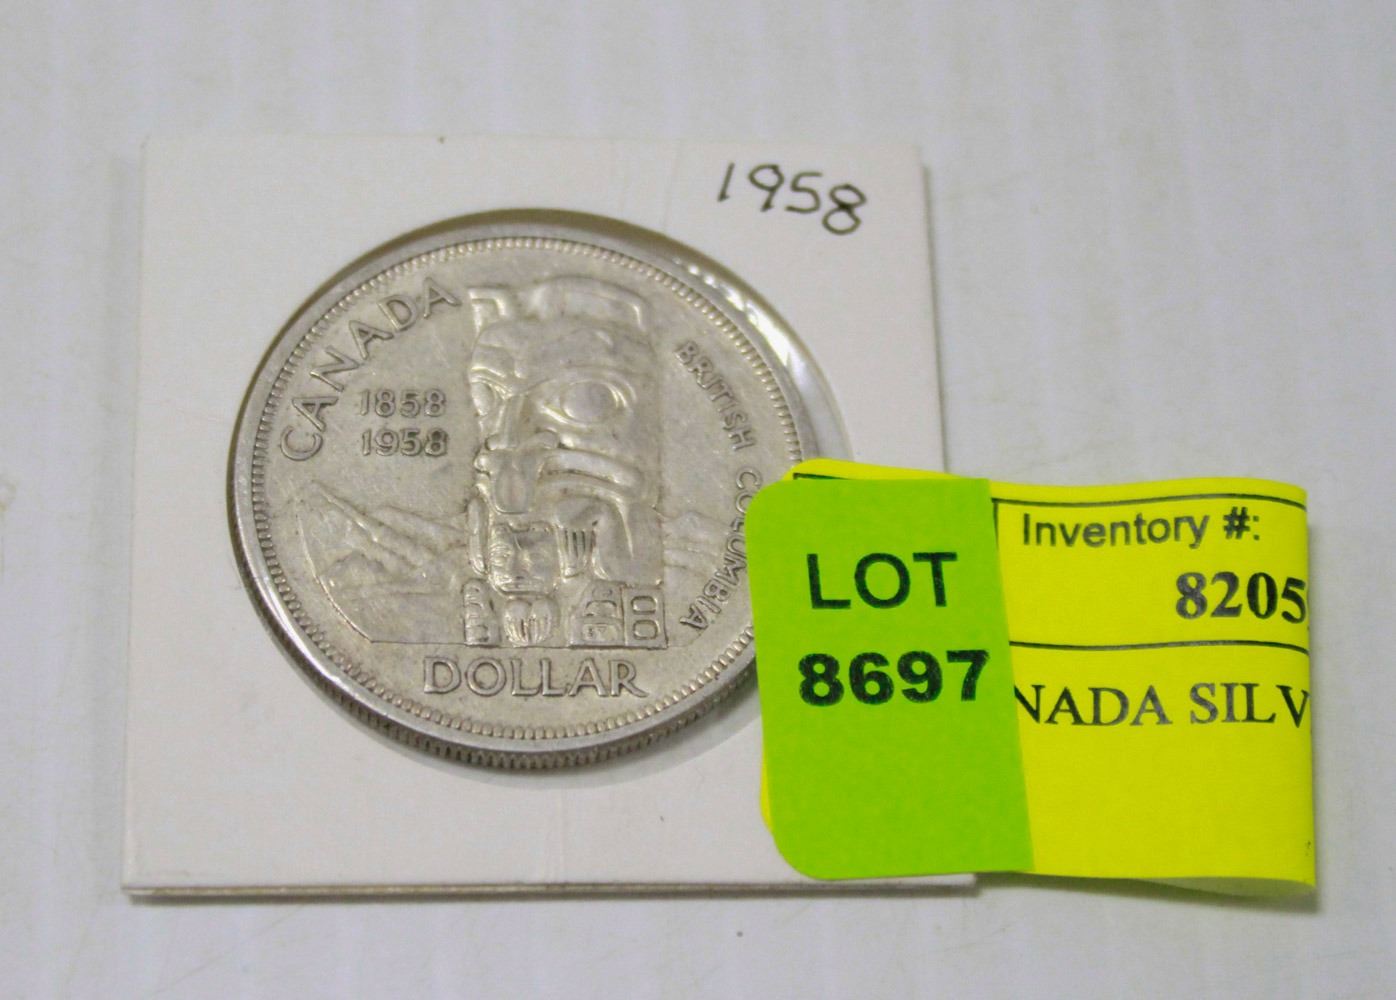 1958
CANADA
1858
1958
BRITISH COLUMBIA
DOLLAR
LOT
8697
Inventory #:
8205
NADA SILV